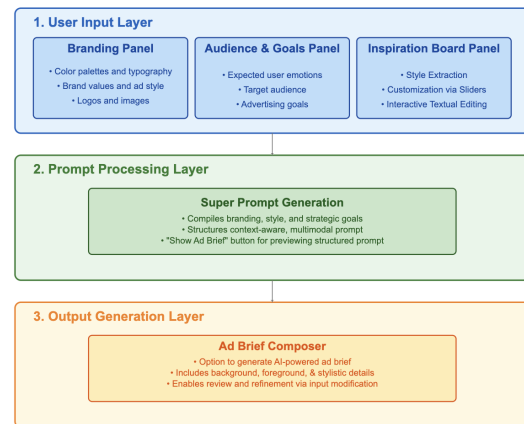 1. User Input Layer
Branding Panel
• Color palettes and typography
• Brand values and ad style
• Logos and images
Audience & Goals Panel
• Expected user emotions
• Target audience
• Advertising goals
Inspiration Board Panel
• Style Extraction
• Customization via Sliders
• Interactive Textual Editing
2. Prompt Processing Layer
Super Prompt Generation
• Compiles branding, style, and strategic goals
• Structures context-aware, multimodal prompt
• "Show Ad Brief" button for previewing structured prompt
3. Output Generation Layer
Ad Brief Composer
• Option to generate AI-powered ad brief
• Includes background, foreground, & stylistic details
• Enables review and refinement via input modification